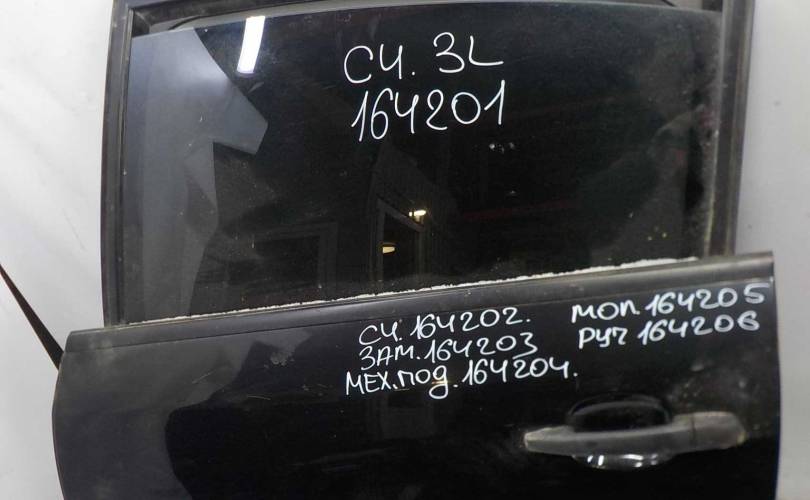 СЧ. 3L
164201
СЧ. 164202.
ЗАМ. 164203
МЕХ.ПОД. 164204.
МОЛ. 164205
РУЧ 164206